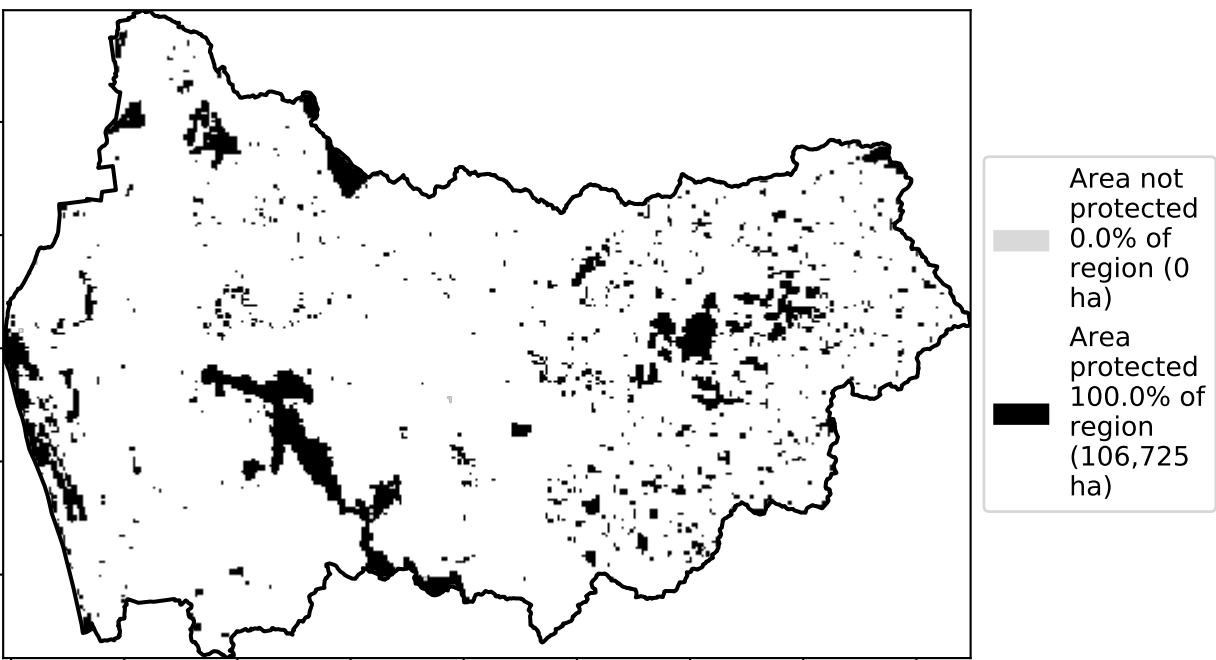 Area not
protected
0.0% of
region (0
ha)
Area
protected
100.0% of
region
(106,725
ha)